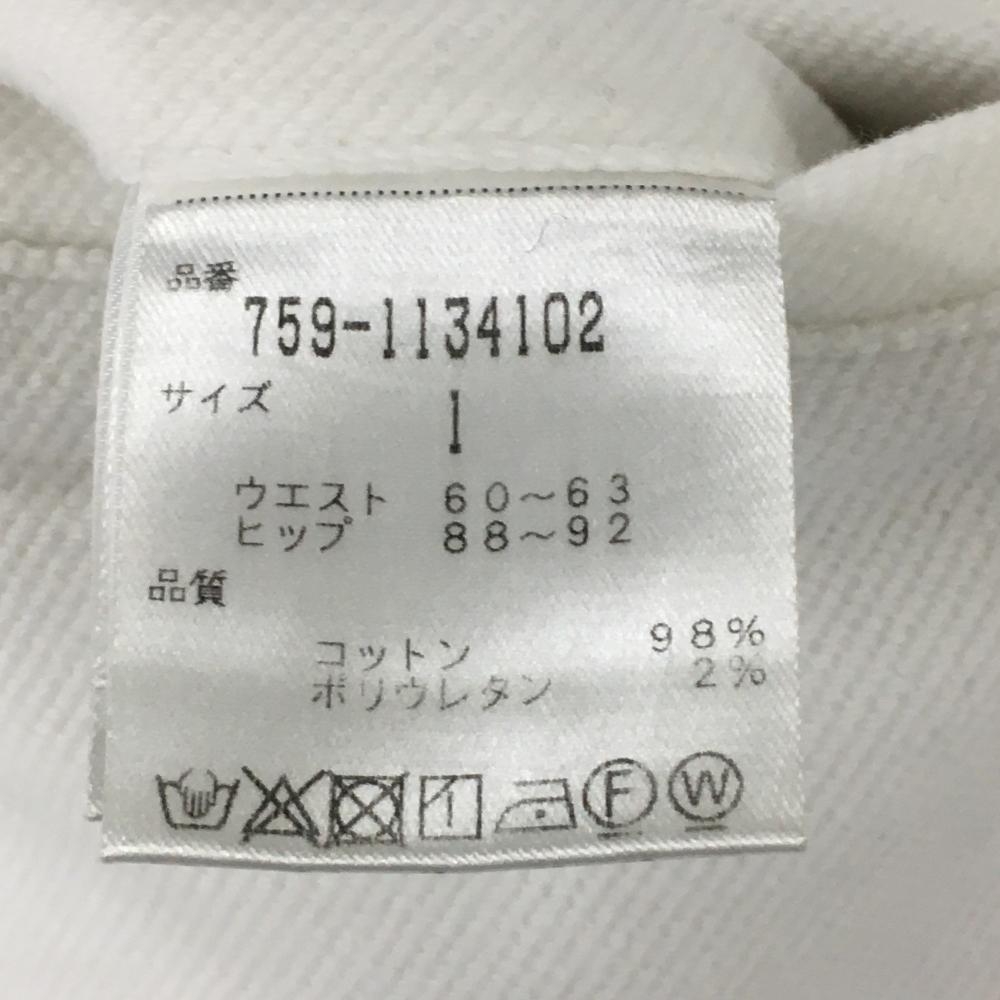 品番
759-1134102
サイズ
1
ウエスト 60〜63
ヒップ 88〜92
品質
コットン 98%
ポリウレタン 2%
F W